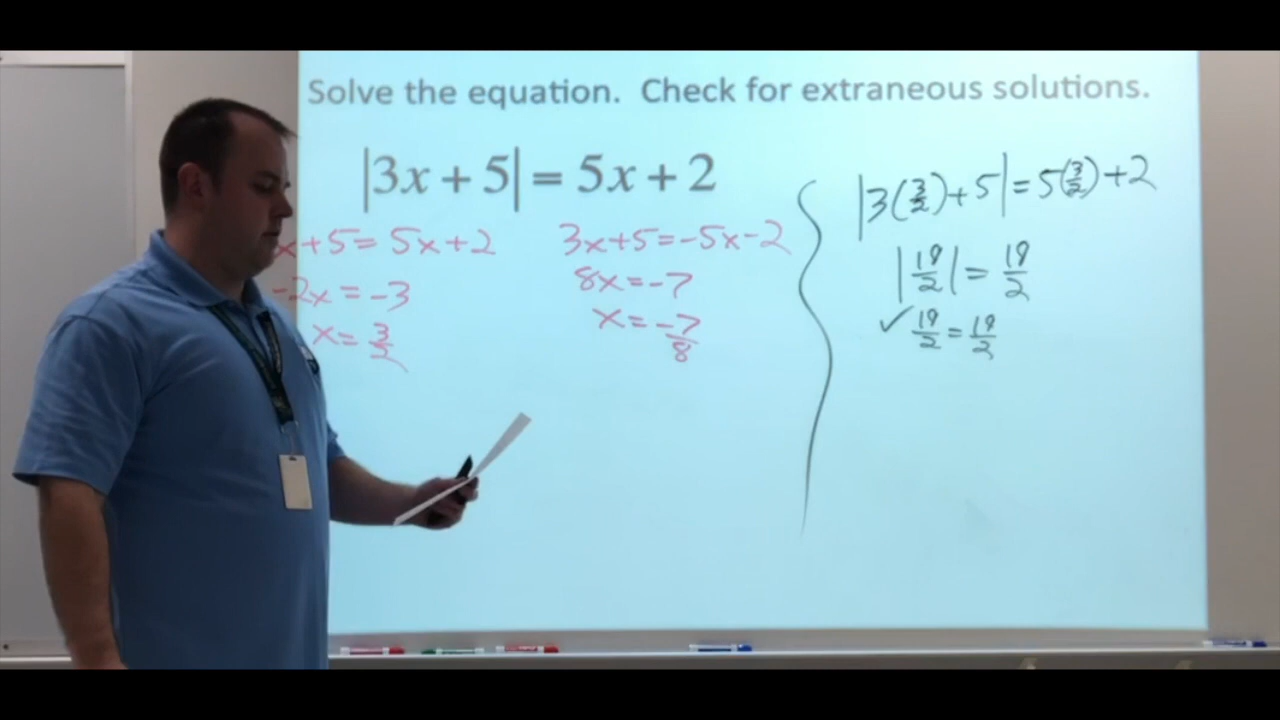 Solve the equation. Check for extraneous solutions.
|3x + 5| = 5x + 2
x+5=5x+2
-2x=-3
x=3/2
3x+5=-5x-2
8x=-7
x=-7/8
|3(3/2)+5|=5(3/2)+2
|19/2|=19/2
✓ 19/2=19/2